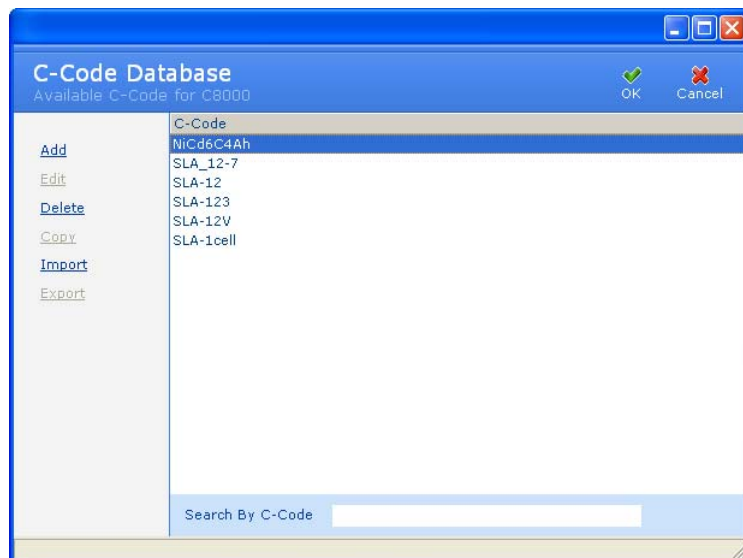 C-Code Database
Available C-Code for C8000
OK
Cancel
Add
Edit
Delete
Copy
Import
Export
C-Code
NiCd6C4Ah
SLA_12-7
SLA-12
SLA-123
SLA-12V
SLA-1cell
Search By C-Code